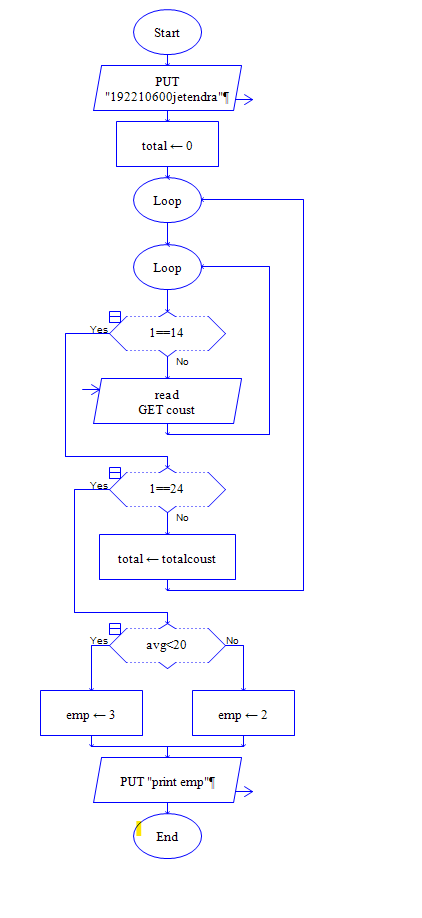 Start
PUT
"192210600jetendra"¶
total ← 0
Loop
Loop
Yes
1==14
No
read
GET coust
Yes
1==24
No
total ← totalcoust
Yes
avg<20
No
emp ← 3
emp ← 2
PUT "print emp"¶
End